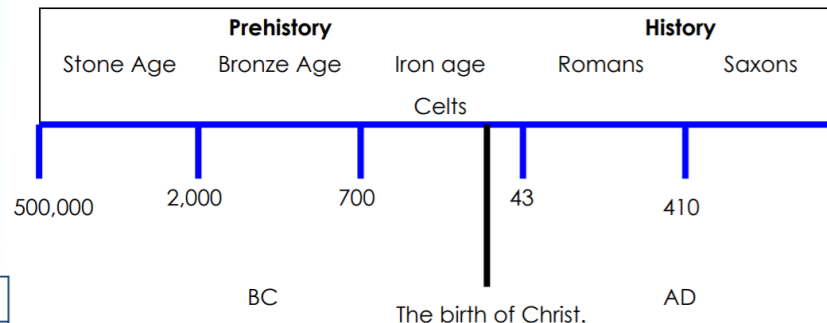 Prehistory History
Stone Age Bronze Age Iron age Romans Saxons
Celts
500,000 2,000 700 43 410
BC AD
The birth of Christ.